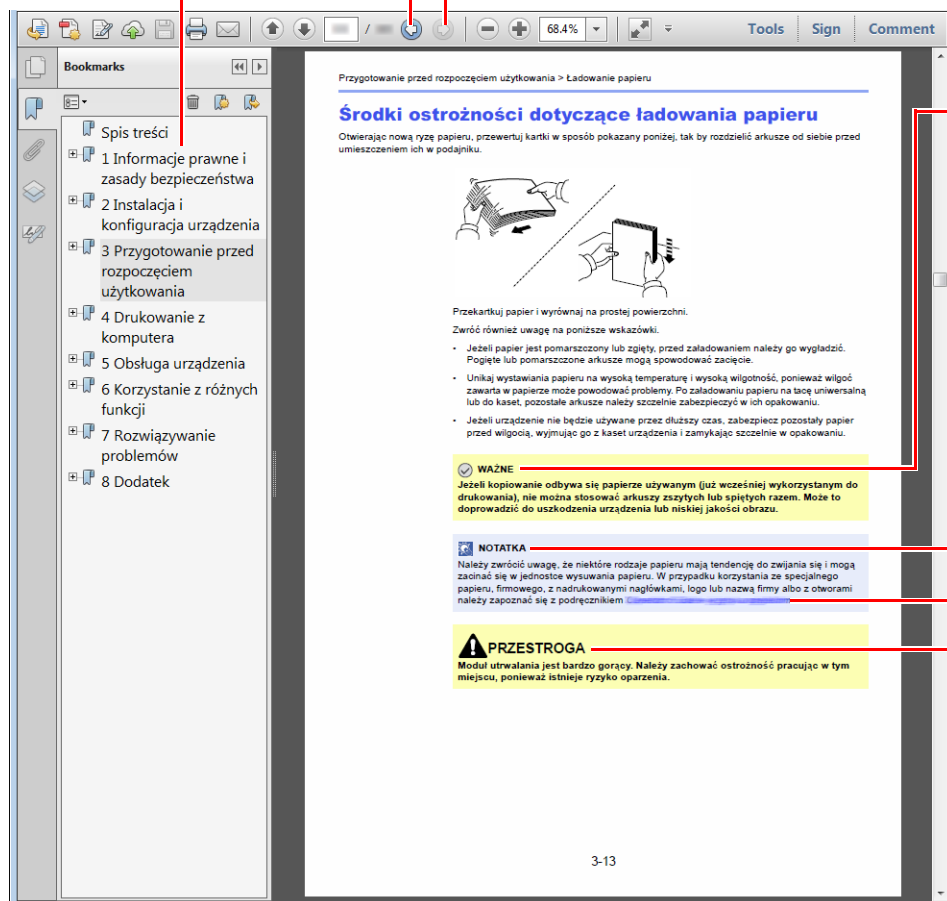 /
68.4%
Tools
Sign
Comment
Bookmarks
Spis treści
1 Informacje prawne i
zasady bezpieczeństwa
2 Instalacja i
konfiguracja urządzenia
3 Przygotowanie przed
rozpoczęciem
użytkowania
4 Drukowanie z
komputera
5 Obsługa urządzenia
6 Korzystanie z różnych
funkcji
7 Rozwiązywanie
problemów
8 Dodatek
Przygotowanie przed rozpoczęciem użytkowania > Ładowanie papieru
Środki ostrożności dotyczące ładowania papieru
Otwierając nową ryzę papieru, przewertuj kartki w sposób pokazany poniżej, tak by rozdzielić arkusze od siebie przed
umieszczeniem ich w podajniku.
Przekartkuj papier i wyrównaj na prostej powierzchni.
Zwróć również uwagę na poniższe wskazówki.
• Jeżeli papier jest pomarszczony lub zgięty, przed załadowaniem należy go wygładzić.
Pogięte lub pomarszczone arkusze mogą spowodować zacięcie.
• Unikaj wystawiania papieru na wysoką temperaturę i wysoką wilgotność, ponieważ wilgoć
zawarta w papierze może powodować problemy. Po załadowaniu papieru na tacę uniwersalną
lub do kaset, pozostałe arkusze należy szczelnie zabezpieczyć w ich opakowaniu.
• Jeżeli urządzenie nie będzie używane przez dłuższy czas, zabezpiecz pozostały papier
przed wilgocią, wyjmując go z kaset urządzenia i zamykając szczelnie w opakowaniu.
WAŻNE
Jeżeli kopiowanie odbywa się papierze używanym (już wcześniej wykorzystanym do
drukowania), nie można stosować arkuszy zszytych lub spiętych razem. Może to
doprowadzić do uszkodzenia urządzenia lub niskiej jakości obrazu.
NOTATKA
Należy zwrócić uwagę, że niektóre rodzaje papieru mają tendencję do zwijania się i mogą
zacinać się w jednostce wysuwania papieru. W przypadku korzystania ze specjalnego
papieru, firmowego, z nadrukowanymi nagłówkami, logo lub nazwą firmy albo z otworami
należy zapoznać się z podręcznikiem
PRZESTROGA
Moduł utrwalania jest bardzo gorący. Należy zachować ostrożność pracując w tym
miejscu, ponieważ istnieje ryzyko oparzenia.
3-13